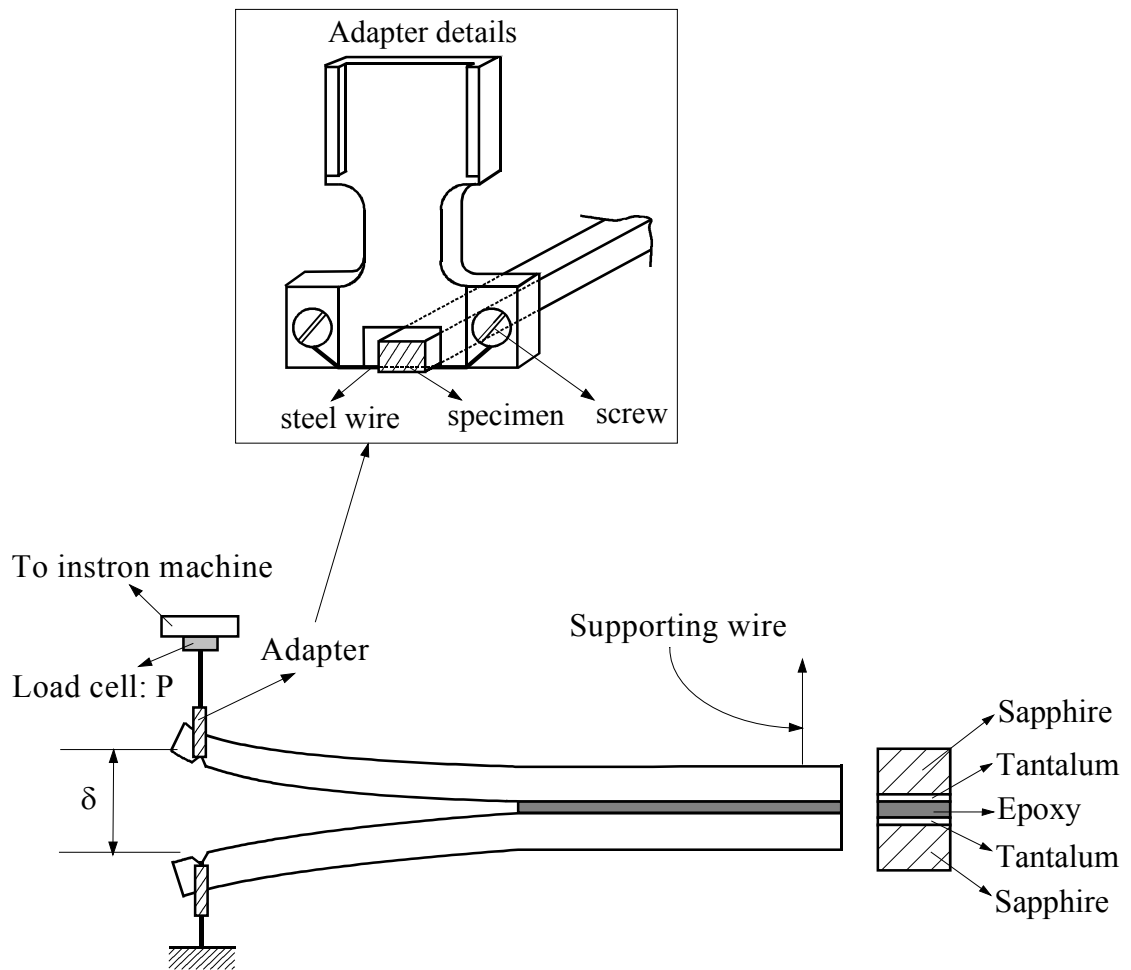 Adapter details
steel wire
specimen
screw
To instron machine
Adapter
Supporting wire
Load cell: P
δ
Sapphire
Tantalum
Epoxy
Tantalum
Sapphire